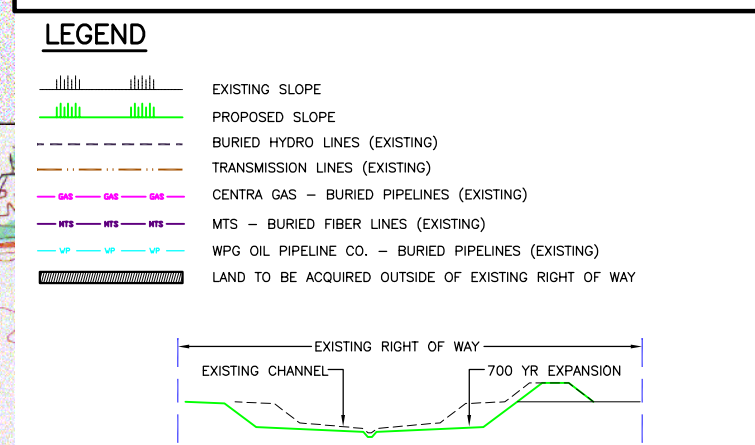 LEGEND
EXISTING SLOPE
PROPOSED SLOPE
BURIED HYDRO LINES (EXISTING)
TRANSMISSION LINES (EXISTING)
GAS GAS GAS CENTRA GAS – BURIED PIPELINES (EXISTING)
MTS MTS MTS MTS – BURIED FIBER LINES (EXISTING)
WP WP WP WPG OIL PIPELINE CO. – BURIED PIPELINES (EXISTING)
LAND TO BE ACQUIRED OUTSIDE OF EXISTING RIGHT OF WAY
EXISTING RIGHT OF WAY
EXISTING CHANNEL 700 YR EXPANSION